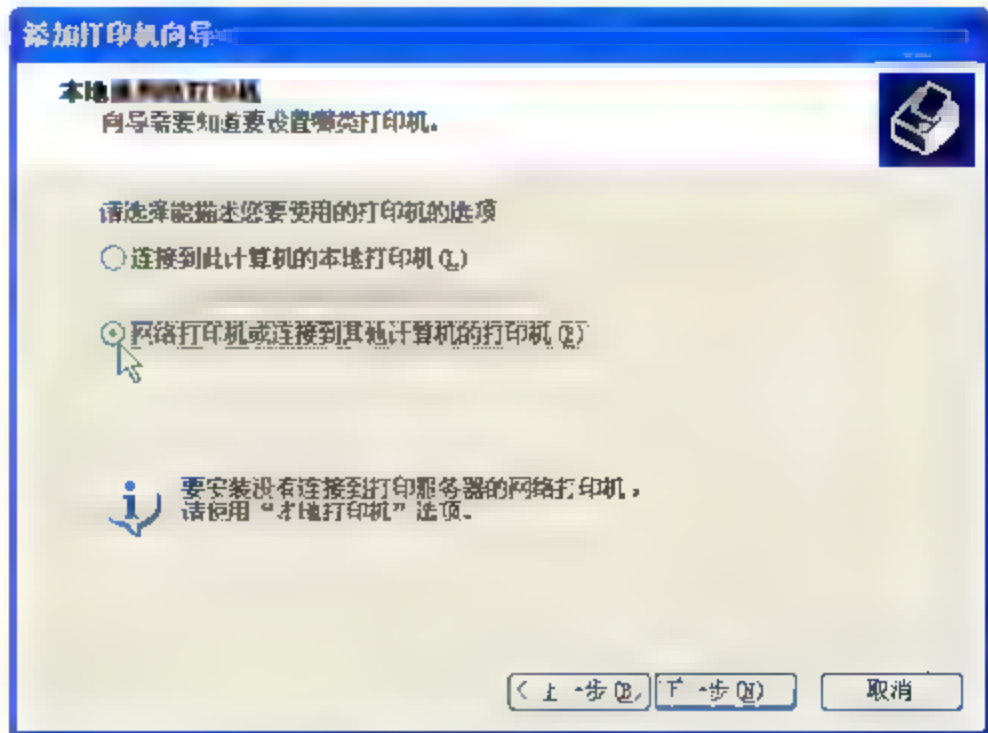 添加打印机向导
本地
向导需要知道要设置哪类打印机。
请选择能描述您要使用的打印机的选项
连接到此计算机的本地打印机(L)
网络打印机或连接到其他计算机的打印机(E)
要安装没有连接到打印服务器的网络打印机，
请使用“本地打印机”选项。
< 上一步(B) 下一步(N) 取消